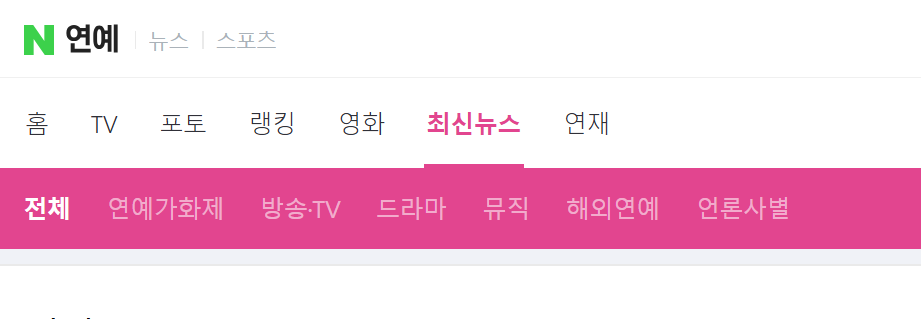 N 연예 뉴스 스포츠
홈 TV 포토 랭킹 영화 최신뉴스 연재
전체 연예가화제 방송·TV 드라마 뮤직 해외연예 언론사별